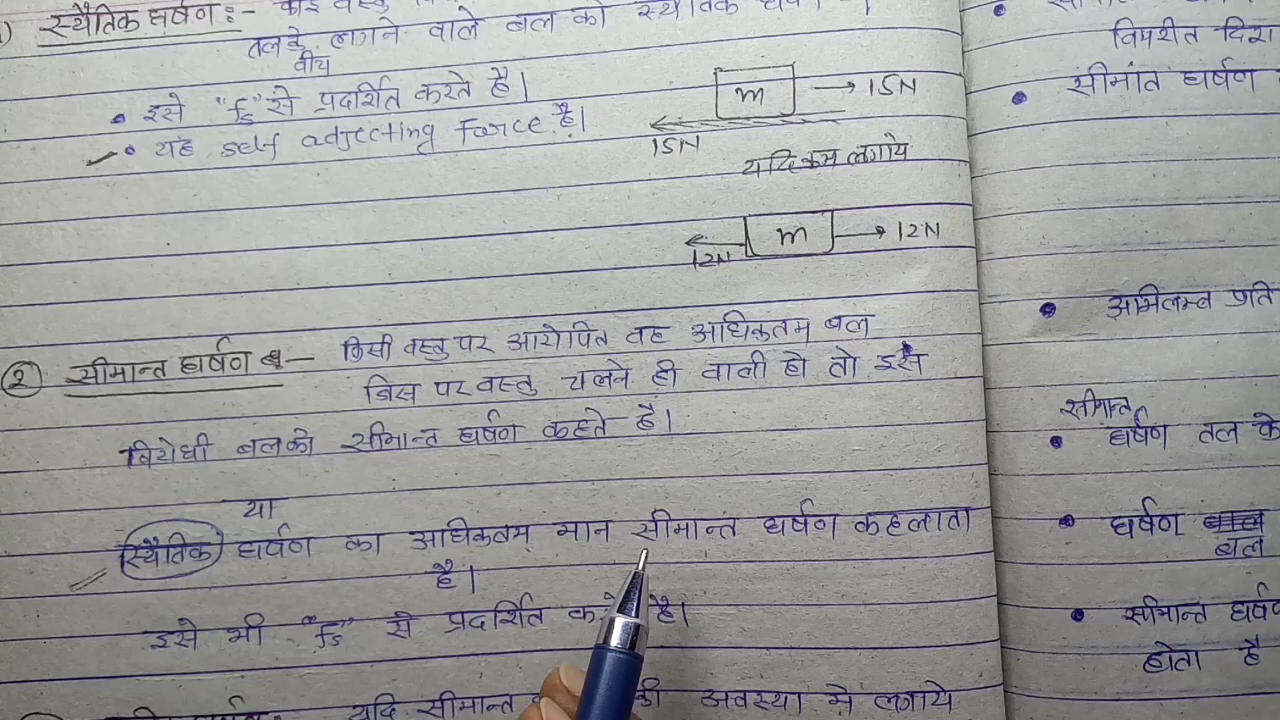 स्थैतिक घर्षण :-
तलके लगने वाले बल को स्थैतिक
वीय
• इसे "fs" से प्रदर्शित करते है।
• यह self adjecting Force है।
m 15N
15N
यदि कम लगाये
m 12N
12N
② सीमान्त घर्षण :- किसी वस्तु पर आरोपित वह अधिकतम बल
जिस पर वस्तु चलने ही वाली हो तो इस
विरोधी बलको सीमान्त घर्षण कहते है।
या
स्थैतिक घर्षण का अधिकतम मान सीमान्त घर्षण कहलाता
है।
इसे भी "fs" से प्रदर्शित करते है।
यदि सीमान्त की अवस्था मे लगाये
विपरीत दिशा
• सीमांत घर्षण
• अभिलम्ब प्रति
सीमान्त
• घर्षण तल के
• घर्षण
बल
• सीमान्त घर्षण
होता है